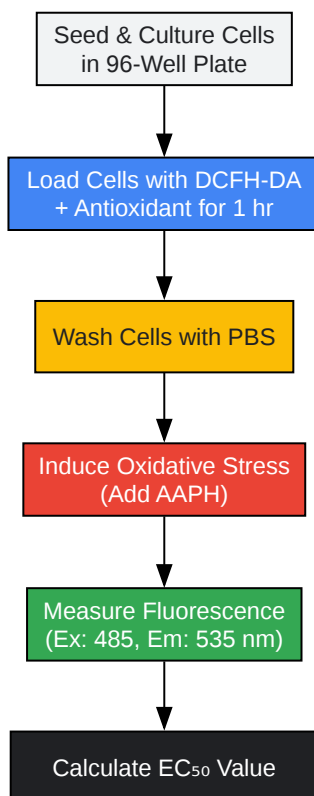 Seed & Culture Cells
in 96-Well Plate
Load Cells with DCFH-DA
+ Antioxidant for 1 hr
Wash Cells with PBS
Induce Oxidative Stress
(Add AAPH)
Measure Fluorescence
(Ex: 485, Em: 535 nm)
Calculate EC₅₀ Value